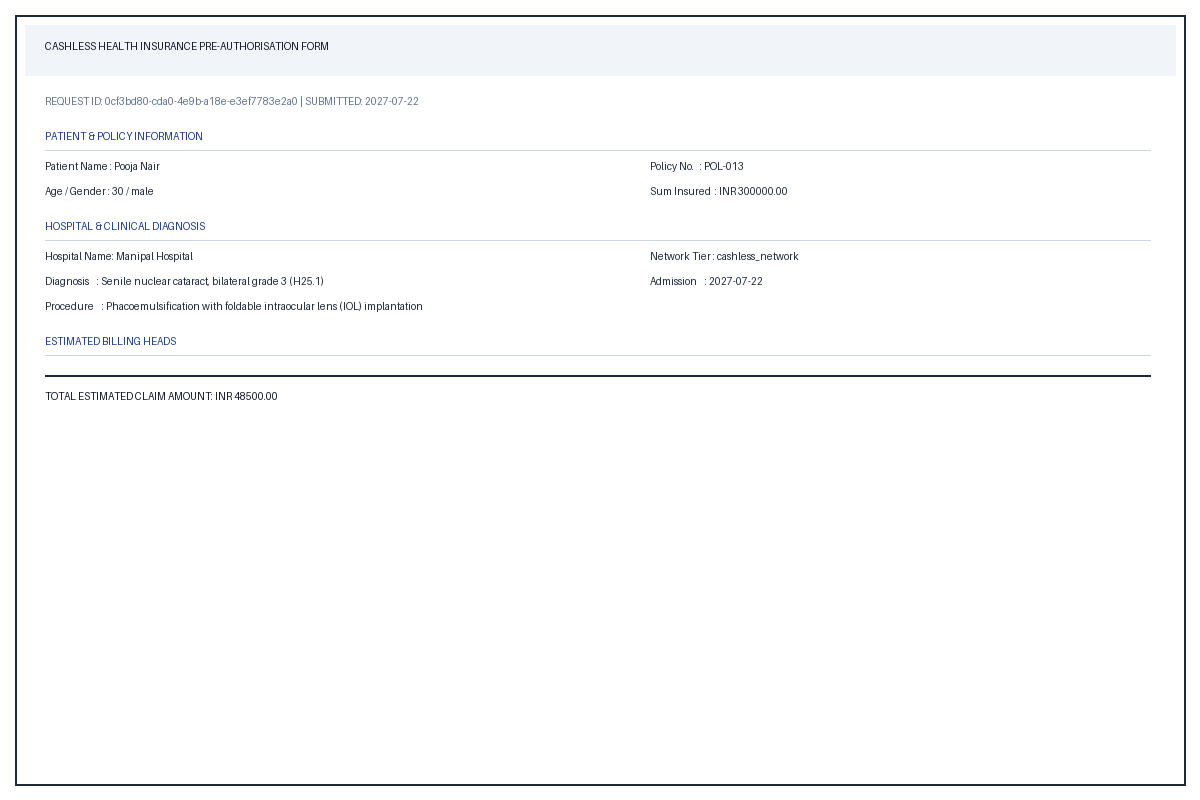 CASHLESS HEALTH INSURANCE PRE-AUTHORISATION FORM
REQUEST ID: 0cf3bd80-cda0-4e9b-a18e-e3ef7783e2a0 | SUBMITTED: 2027-07-22
PATIENT & POLICY INFORMATION
Patient Name : Pooja Nair Policy No. : POL-013
Age / Gender : 30 / male Sum Insured : INR 300000.00
HOSPITAL & CLINICAL DIAGNOSIS
Hospital Name: Manipal Hospital Network Tier : cashless_network
Diagnosis : Senile nuclear cataract, bilateral grade 3 (H25.1) Admission : 2027-07-22
Procedure : Phacoemulsification with foldable intraocular lens (IOL) implantation
ESTIMATED BILLING HEADS
TOTAL ESTIMATED CLAIM AMOUNT: INR 48500.00